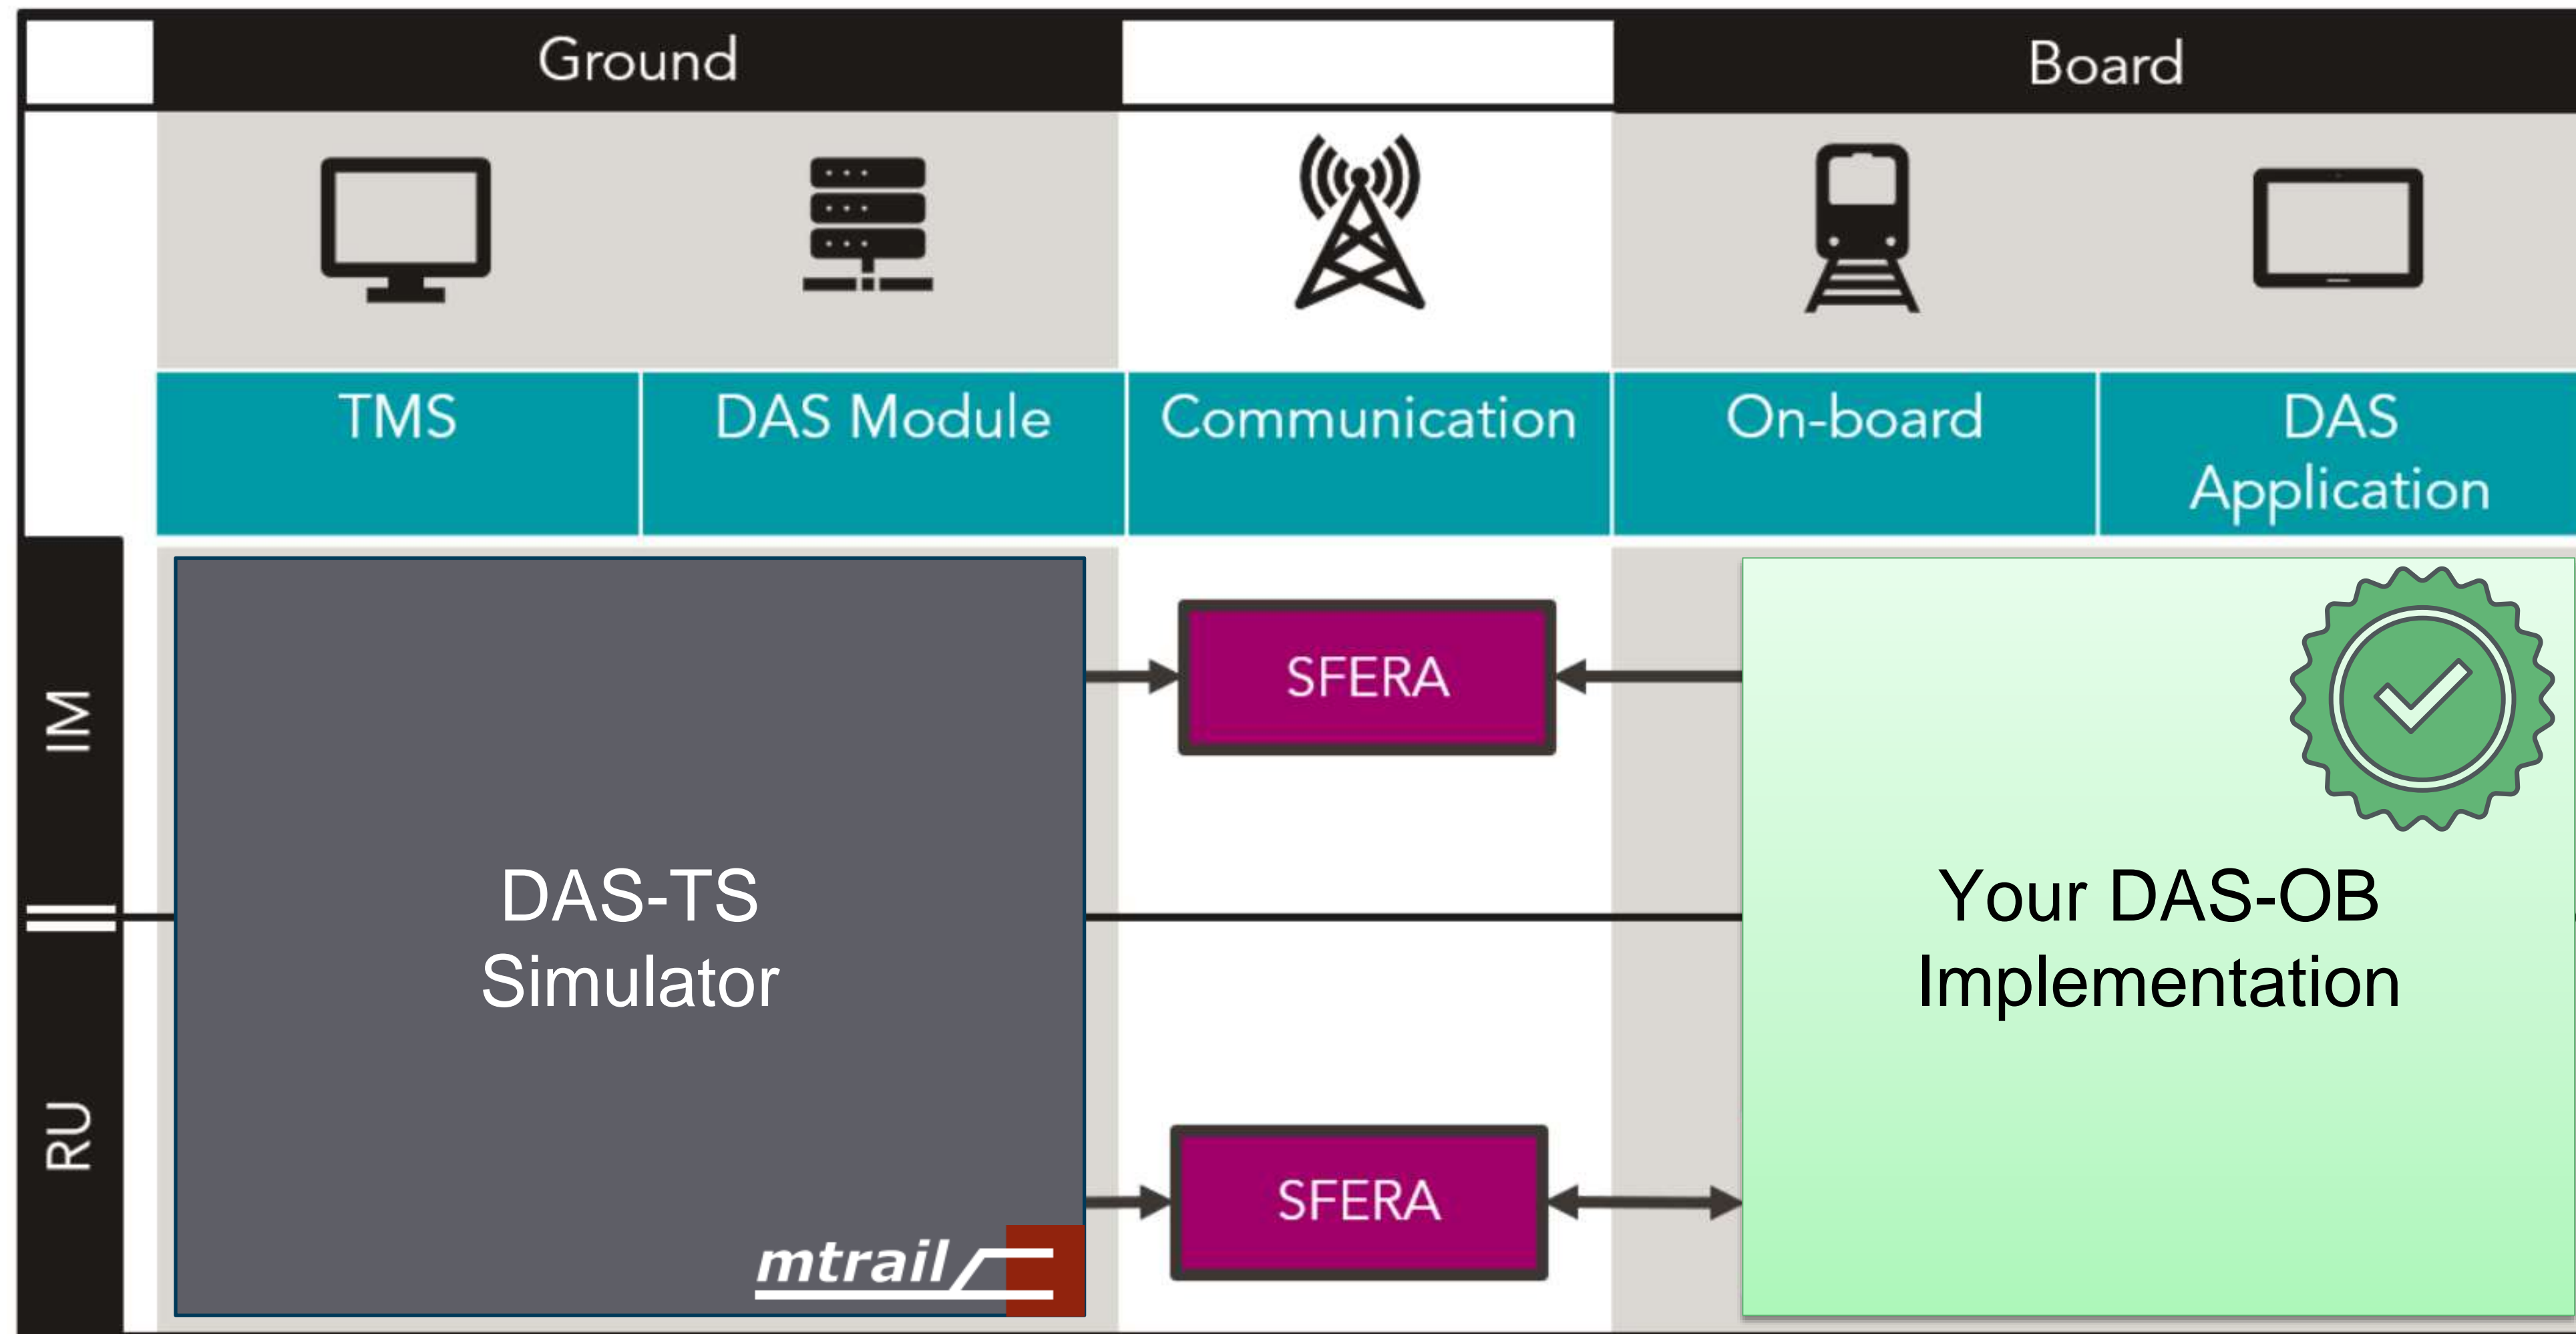 Ground
Board
TMS
DAS Module
Communication
On-board
DAS
Application
IM
SFERA
DAS-TS
Simulator
Your DAS-OB
Implementation
RU
SFERA
mtrail